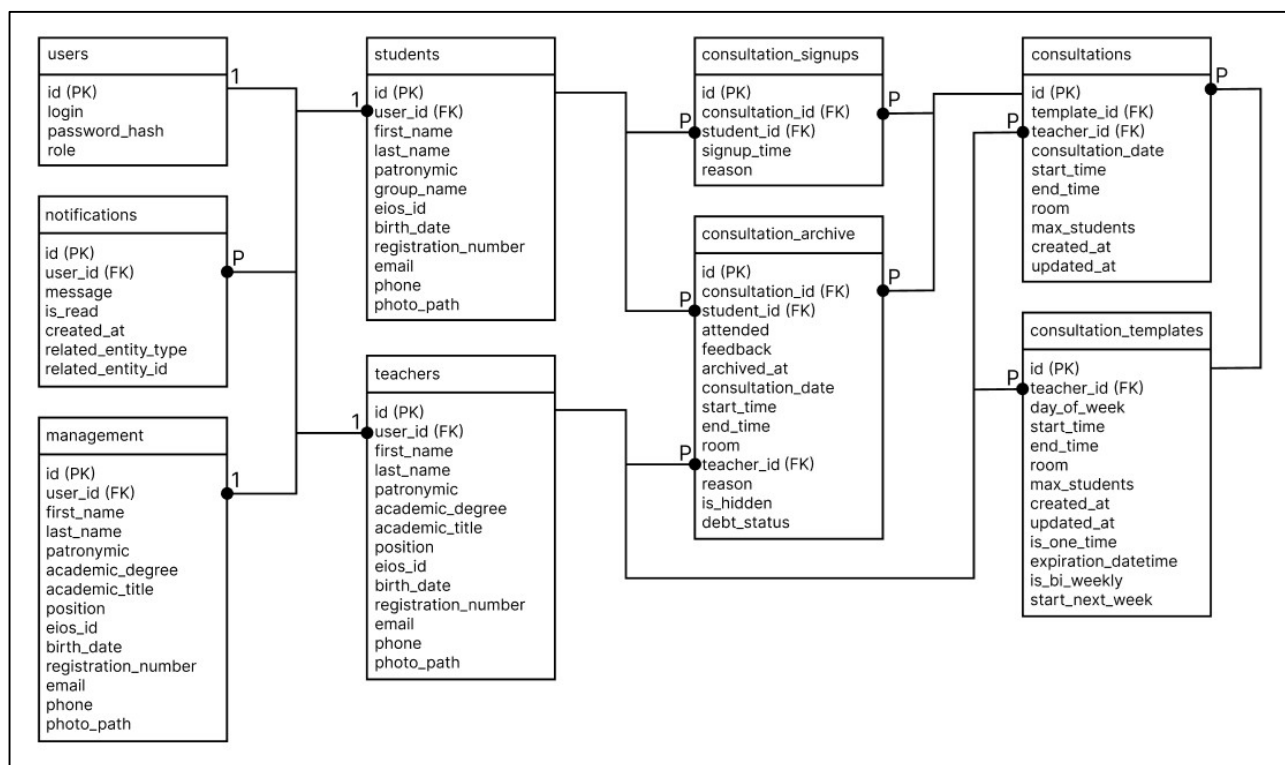 users
id (PK)
login
password_hash
role
1
notifications
id (PK)
user_id (FK)
message
is_read
created_at
related_entity_type
related_entity_id
P
management
id (PK)
user_id (FK)
first_name
last_name
patronymic
academic_degree
academic_title
position
eios_id
birth_date
registration_number
email
phone
photo_path
1
students
id (PK)
user_id (FK)
first_name
last_name
patronymic
group_name
eios_id
birth_date
registration_number
email
phone
photo_path
1
teachers
id (PK)
user_id (FK)
first_name
last_name
patronymic
academic_degree
academic_title
position
eios_id
birth_date
registration_number
email
phone
photo_path
1
consultation_signups
id (PK)
consultation_id (FK)
student_id (FK)
signup_time
reason
P
P
consultation_archive
id (PK)
consultation_id (FK)
student_id (FK)
attended
feedback
archived_at
consultation_date
start_time
end_time
room
teacher_id (FK)
reason
is_hidden
debt_status
P
P
P
consultations
id (PK)
template_id (FK)
teacher_id (FK)
consultation_date
start_time
end_time
room
max_students
created_at
updated_at
P
P
consultation_templates
id (PK)
teacher_id (FK)
day_of_week
start_time
end_time
room
max_students
created_at
updated_at
is_one_time
expiration_datetime
is_bi_weekly
start_next_week
P